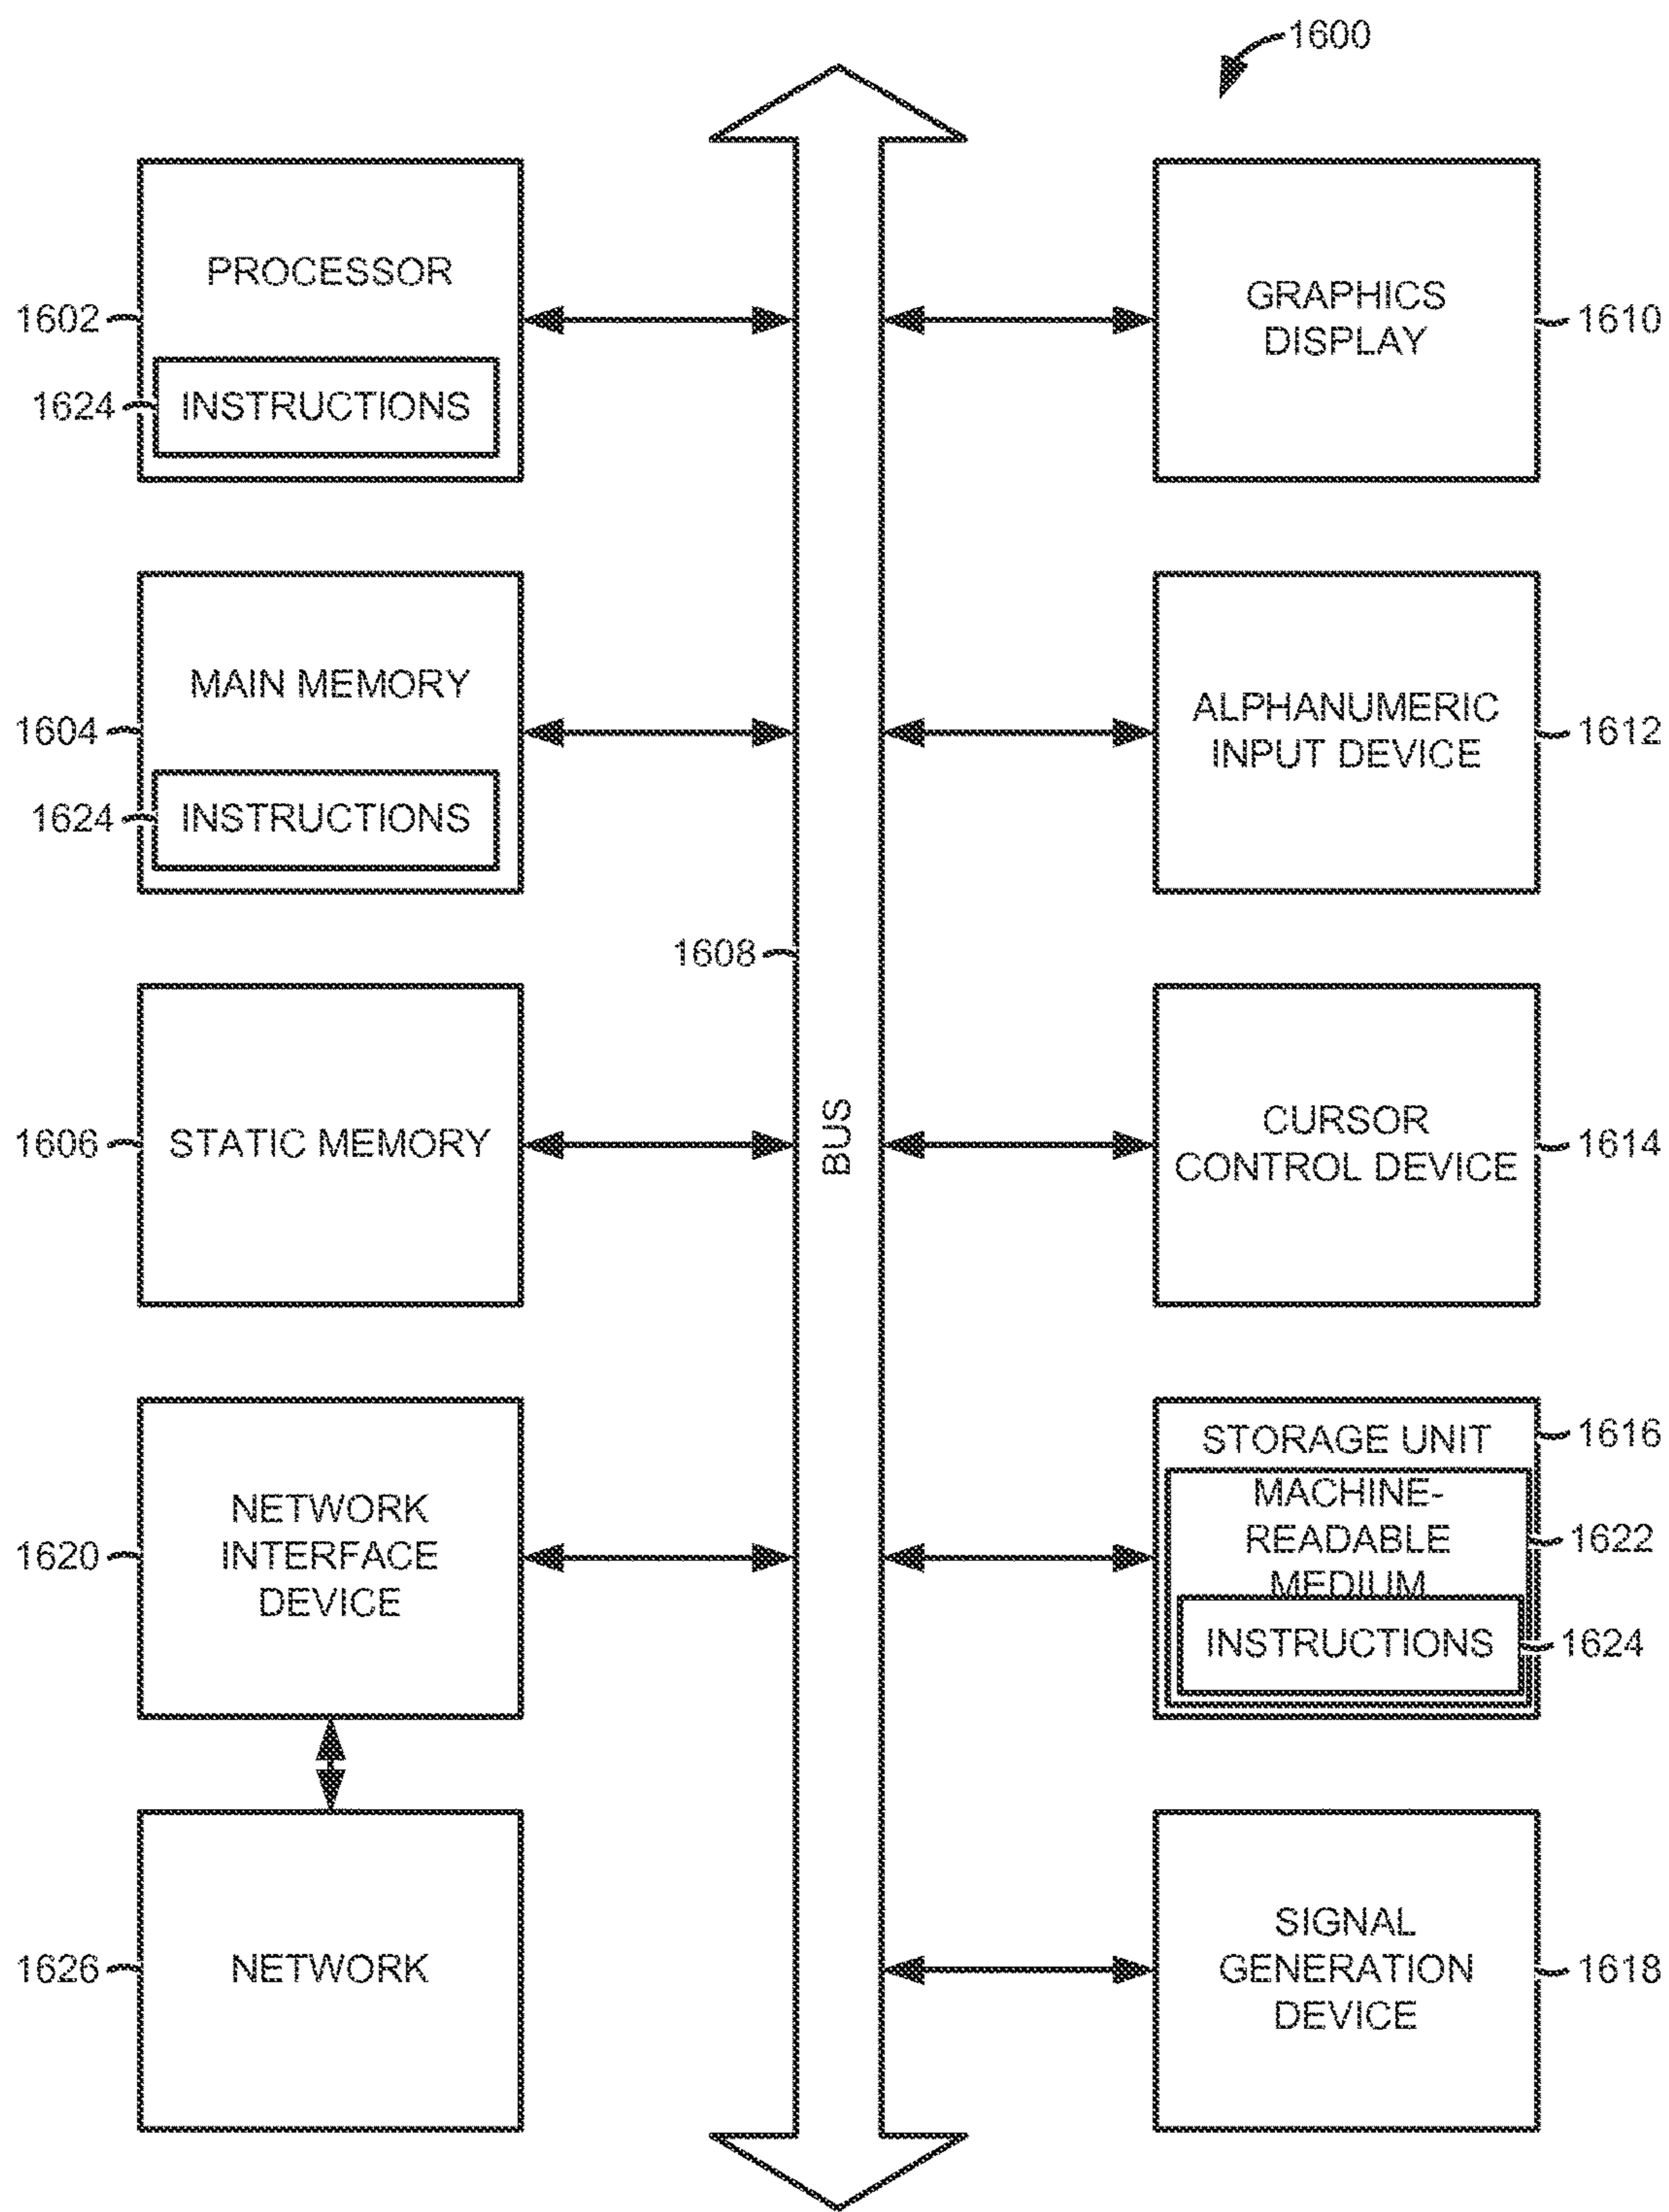 1600
PROCESSOR
1602
1624
INSTRUCTIONS
GRAPHICS
DISPLAY
1610
MAIN MEMORY
1604
1624
INSTRUCTIONS
ALPHANUMERIC
INPUT DEVICE
1612
1608
BUS
1606
STATIC MEMORY
CURSOR
CONTROL DEVICE
1614
NETWORK
INTERFACE
DEVICE
1620
STORAGE UNIT
1616
MACHINE-
READABLE
MEDIUM
1622
INSTRUCTIONS
1624
1626
NETWORK
SIGNAL
GENERATION
DEVICE
1618